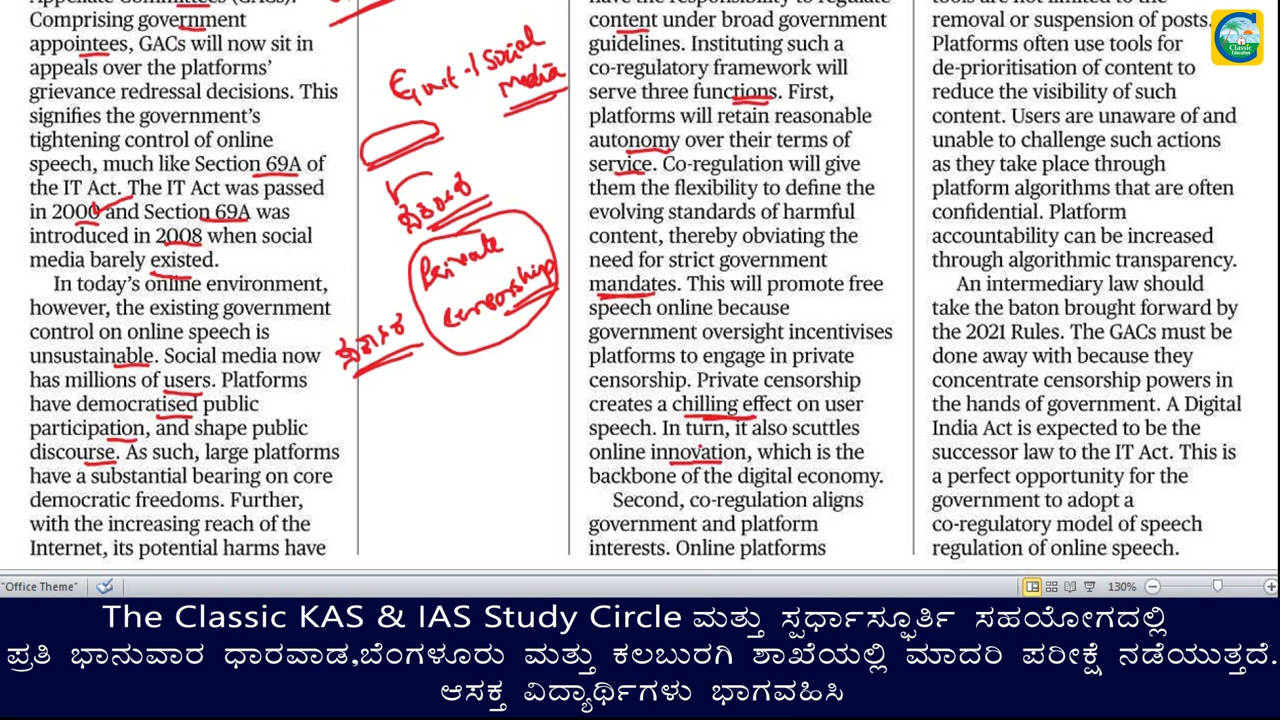 Appellate Committees (GACs).
Comprising government
appointees, GACs will now sit in
appeals over the platforms'
grievance redressal decisions. This
signifies the government's
tightening control of online
speech, much like Section 69A of
the IT Act. The IT Act was passed
in 2000 and Section 69A was
introduced in 2008 when social
media barely existed.
In today's online environment,
however, the existing government
control on online speech is
unsustainable. Social media now
has millions of users. Platforms
have democratised public
participation, and shape public
discourse. As such, large platforms
have a substantial bearing on core
democratic freedoms. Further,
with the increasing reach of the
Internet, its potential harms have
social
media
Private
censorship
have the responsibility to regulate
content under broad government
guidelines. Instituting such a
co-regulatory framework will
serve three functions. First,
platforms will retain reasonable
autonomy over their terms of
service. Co-regulation will give
them the flexibility to define the
evolving standards of harmful
content, thereby obviating the
need for strict government
mandates. This will promote free
speech online because
government oversight incentivises
platforms to engage in private
censorship. Private censorship
creates a chilling effect on user
speech. In turn, it also scuttles
online innovation, which is the
backbone of the digital economy.
Second, co-regulation aligns
government and platform
interests. Online platforms
tools are not limited to the
removal or suspension of posts.
Platforms often use tools for
de-prioritisation of content to
reduce the visibility of such
content. Users are unaware of and
unable to challenge such actions
as they take place through
platform algorithms that are often
confidential. Platform
accountability can be increased
through algorithmic transparency.
An intermediary law should
take the baton brought forward by
the 2021 Rules. The GACs must be
done away with because they
concentrate censorship powers in
the hands of government. A Digital
India Act is expected to be the
successor law to the IT Act. This is
a perfect opportunity for the
government to adopt a
co-regulatory model of speech
regulation of online speech.
Classic
Education
"Office Theme"
130%
The Classic KAS & IAS Study Circle ಮತ್ತು ಸ್ಪರ್ಧಾಸ್ಫೂರ್ತಿ ಸಹಯೋಗದಲ್ಲಿ
ಪ್ರತಿ ಭಾನುವಾರ ಧಾರವಾಡ,ಬೆಂಗಳೂರು ಮತ್ತು ಕಲಬುರಗಿ ಶಾಖೆಯಲ್ಲಿ ಮಾದರಿ ಪರೀಕ್ಷೆ ನಡೆಯುತ್ತದೆ.
ಆಸಕ್ತ ವಿದ್ಯಾರ್ಥಿಗಳು ಭಾಗವಹಿಸಿ